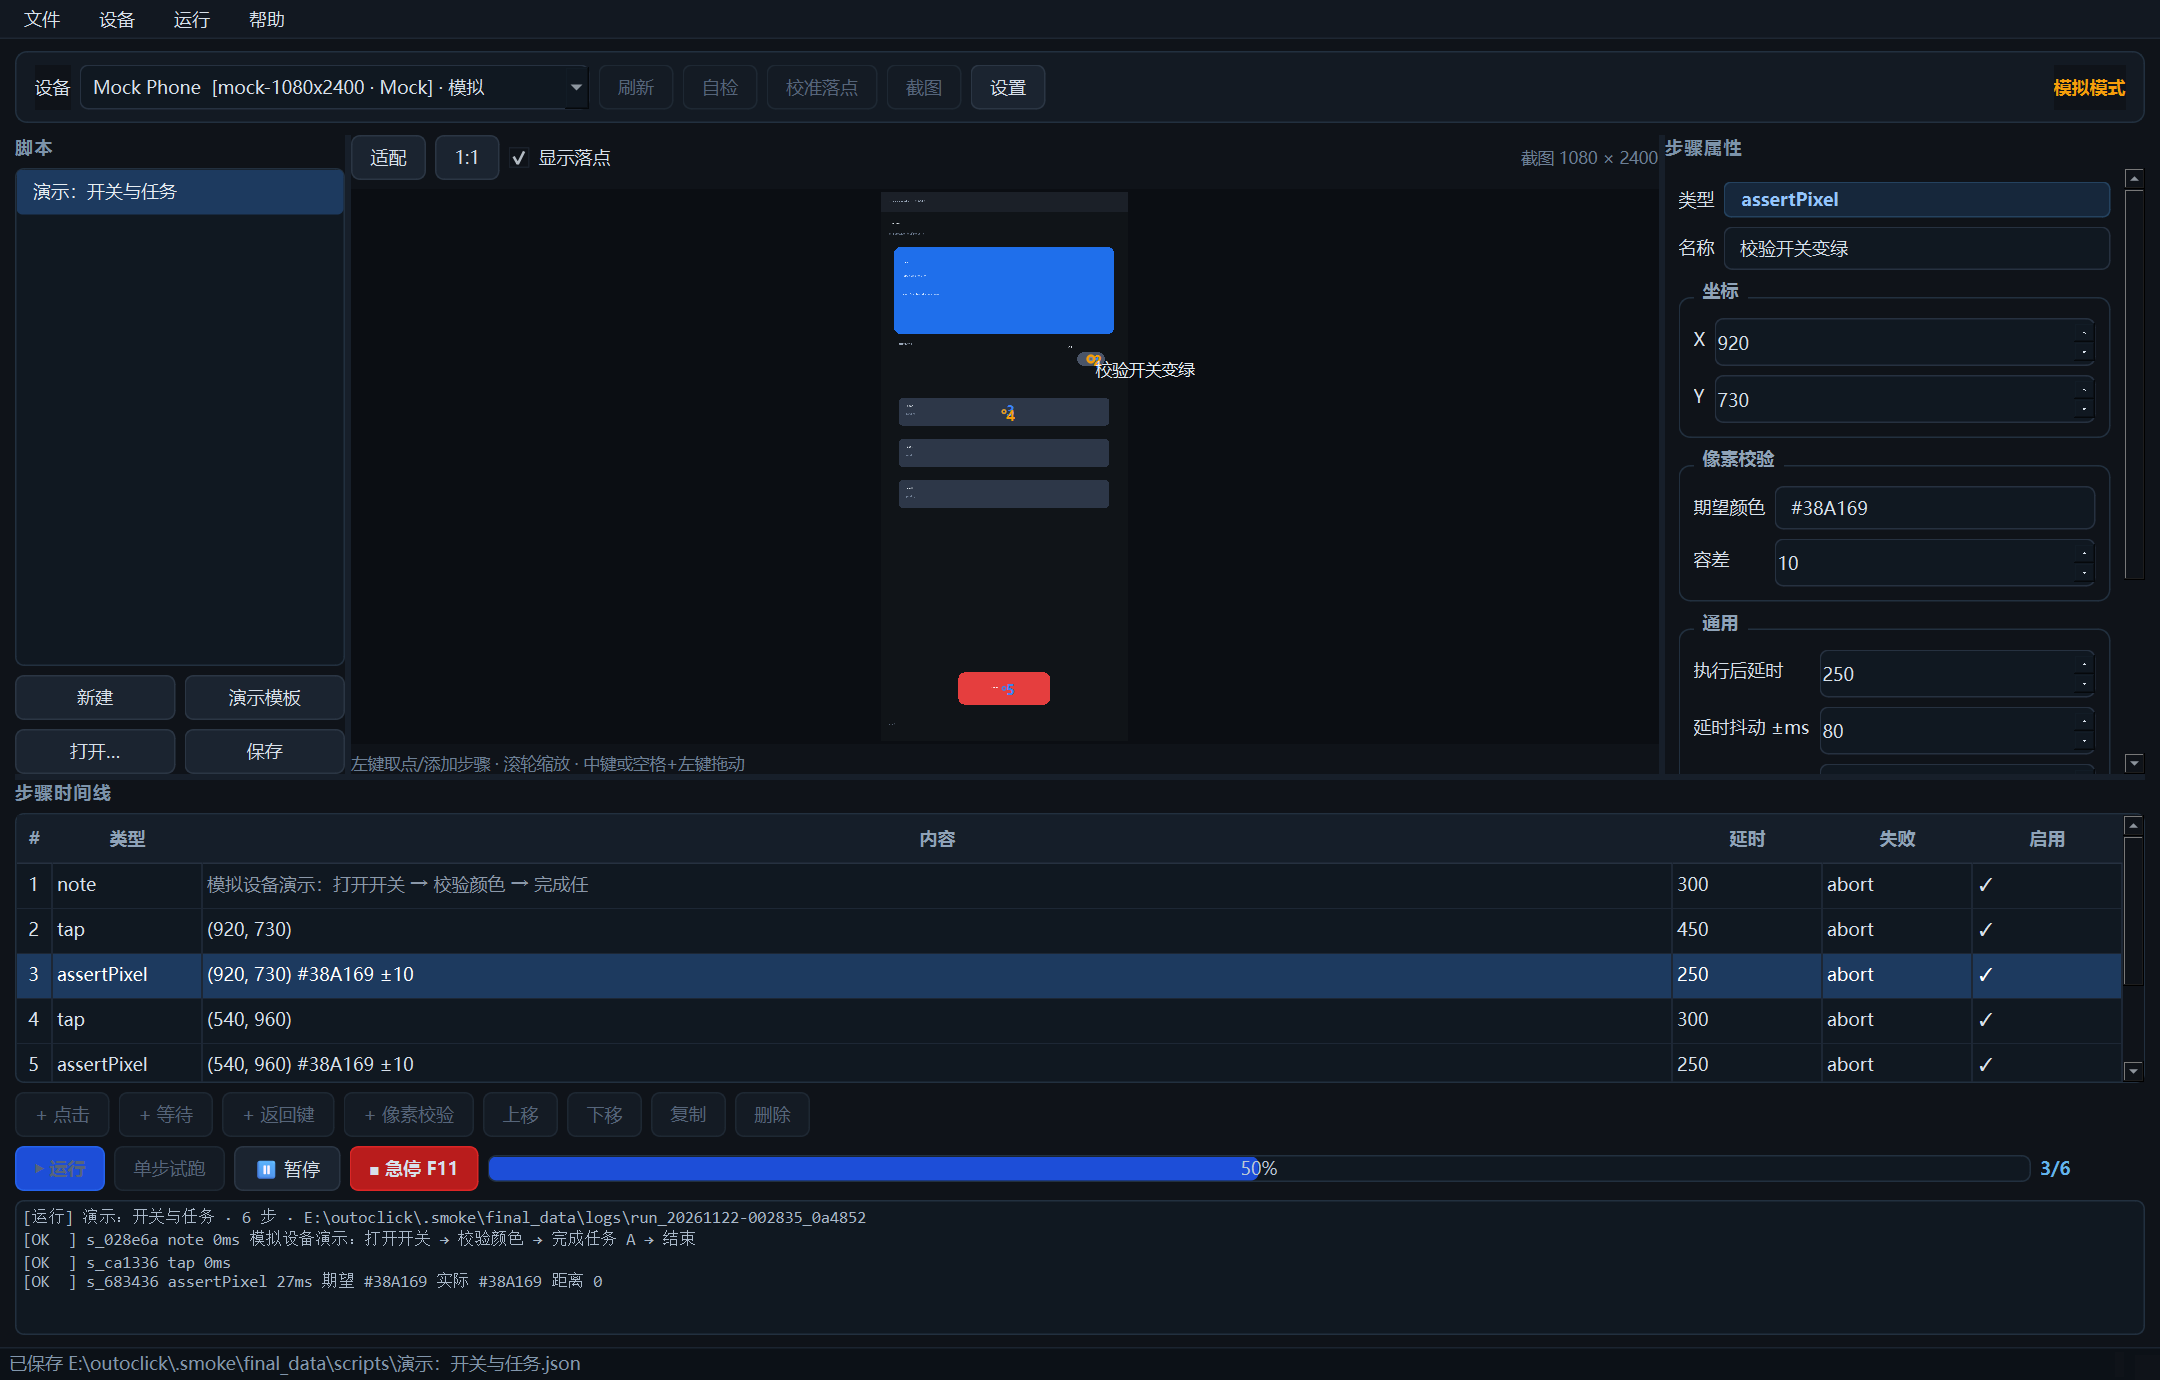 文件 设备 运行 帮助
设备 Mock Phone [mock-1080x2400 · Mock] · 模拟 刷新 自检 校准落点 截图 设置 模拟模式
脚本
演示：开关与任务
新建 演示模板
打开... 保存
适配 1:1 ✓ 显示落点 截图 1080 × 2400
校验开关变绿
4
5
左键取点/添加步骤 · 滚轮缩放 · 中键或空格+左键拖动
步骤属性
类型 assertPixel
名称 校验开关变绿
坐标
X 920
Y 730
像素校验
期望颜色 #38A169
容差 10
通用
执行后延时 250
延时抖动 ±ms 80
步骤时间线
# 类型 内容 延时 失败 启用
1 note 模拟设备演示：打开开关 → 校验颜色 → 完成任 300 abort ✓
2 tap (920, 730) 450 abort ✓
3 assertPixel (920, 730) #38A169 ±10 250 abort ✓
4 tap (540, 960) 300 abort ✓
5 assertPixel (540, 960) #38A169 ±10 250 abort ✓
+ 点击 + 等待 + 返回键 + 像素校验 上移 下移 复制 删除
▶ 运行 单步试跑 ⏸ 暂停 ■ 急停 F11 50% 3/6
[运行] 演示：开关与任务 · 6 步 · E:\outoclick\.smoke\final_data\logs\run_20261122-002835_0a4852
[OK  ] s_028e6a note 0ms 模拟设备演示：打开开关 → 校验颜色 → 完成任务 A → 结束
[OK  ] s_ca1336 tap 0ms
[OK  ] s_683436 assertPixel 27ms 期望 #38A169 实际 #38A169 距离 0
已保存 E:\outoclick\.smoke\final_data\scripts\演示：开关与任务.json